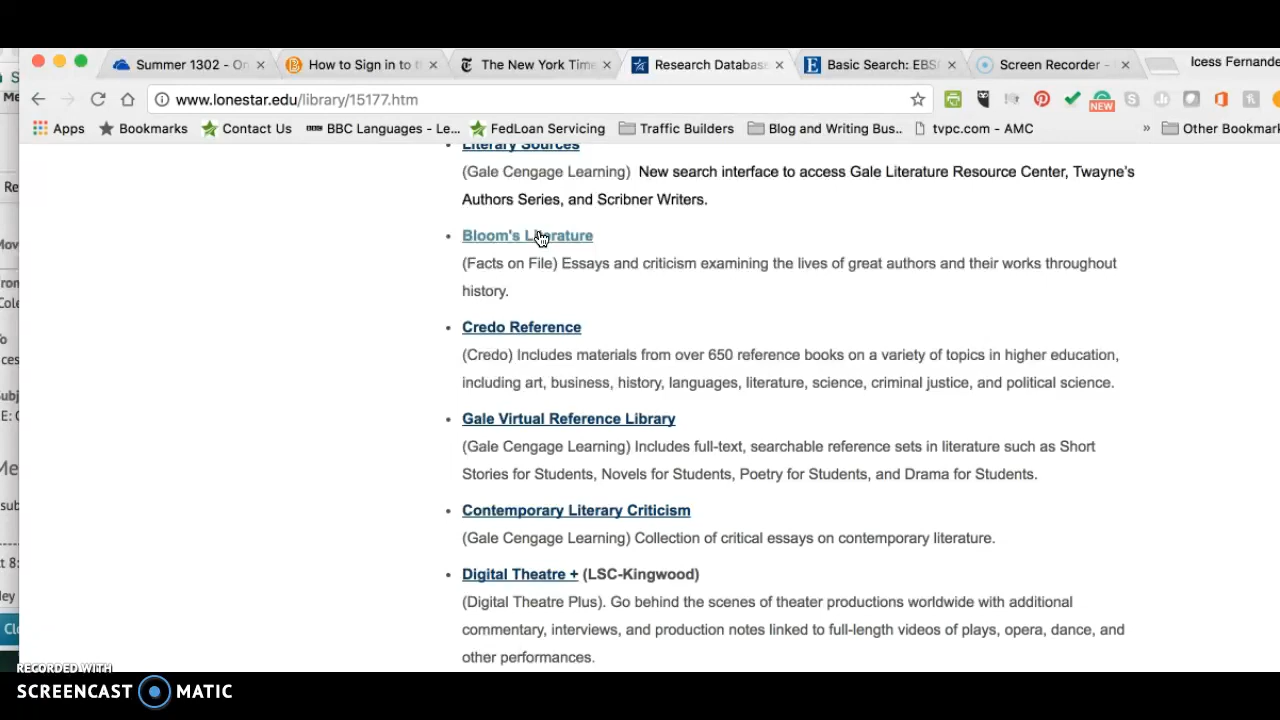 Summer 1302 - On
How to Sign in to t
The New York Time
Research Databas
Basic Search: EBS
Screen Recorder -
Icess Fernande
www.lonestar.edu/library/15177.htm
NEW
Apps
Bookmarks
Contact Us
BBC Languages - Le...
FedLoan Servicing
Traffic Builders
Blog and Writing Bus..
tvpc.com - AMC
»
Other Bookmar
Literary Sources
(Gale Cengage Learning) New search interface to access Gale Literature Resource Center, Twayne's
Authors Series, and Scribner Writers.
Bloom's Literature
(Facts on File) Essays and criticism examining the lives of great authors and their works throughout
history.
Credo Reference
(Credo) Includes materials from over 650 reference books on a variety of topics in higher education,
including art, business, history, languages, literature, science, criminal justice, and political science.
Gale Virtual Reference Library
(Gale Cengage Learning) Includes full-text, searchable reference sets in literature such as Short
Stories for Students, Novels for Students, Poetry for Students, and Drama for Students.
Contemporary Literary Criticism
(Gale Cengage Learning) Collection of critical essays on contemporary literature.
Digital Theatre + (LSC-Kingwood)
(Digital Theatre Plus). Go behind the scenes of theater productions worldwide with additional
commentary, interviews, and production notes linked to full-length videos of plays, opera, dance, and
other performances.
RECORDED WITH
SCREENCAST MATIC